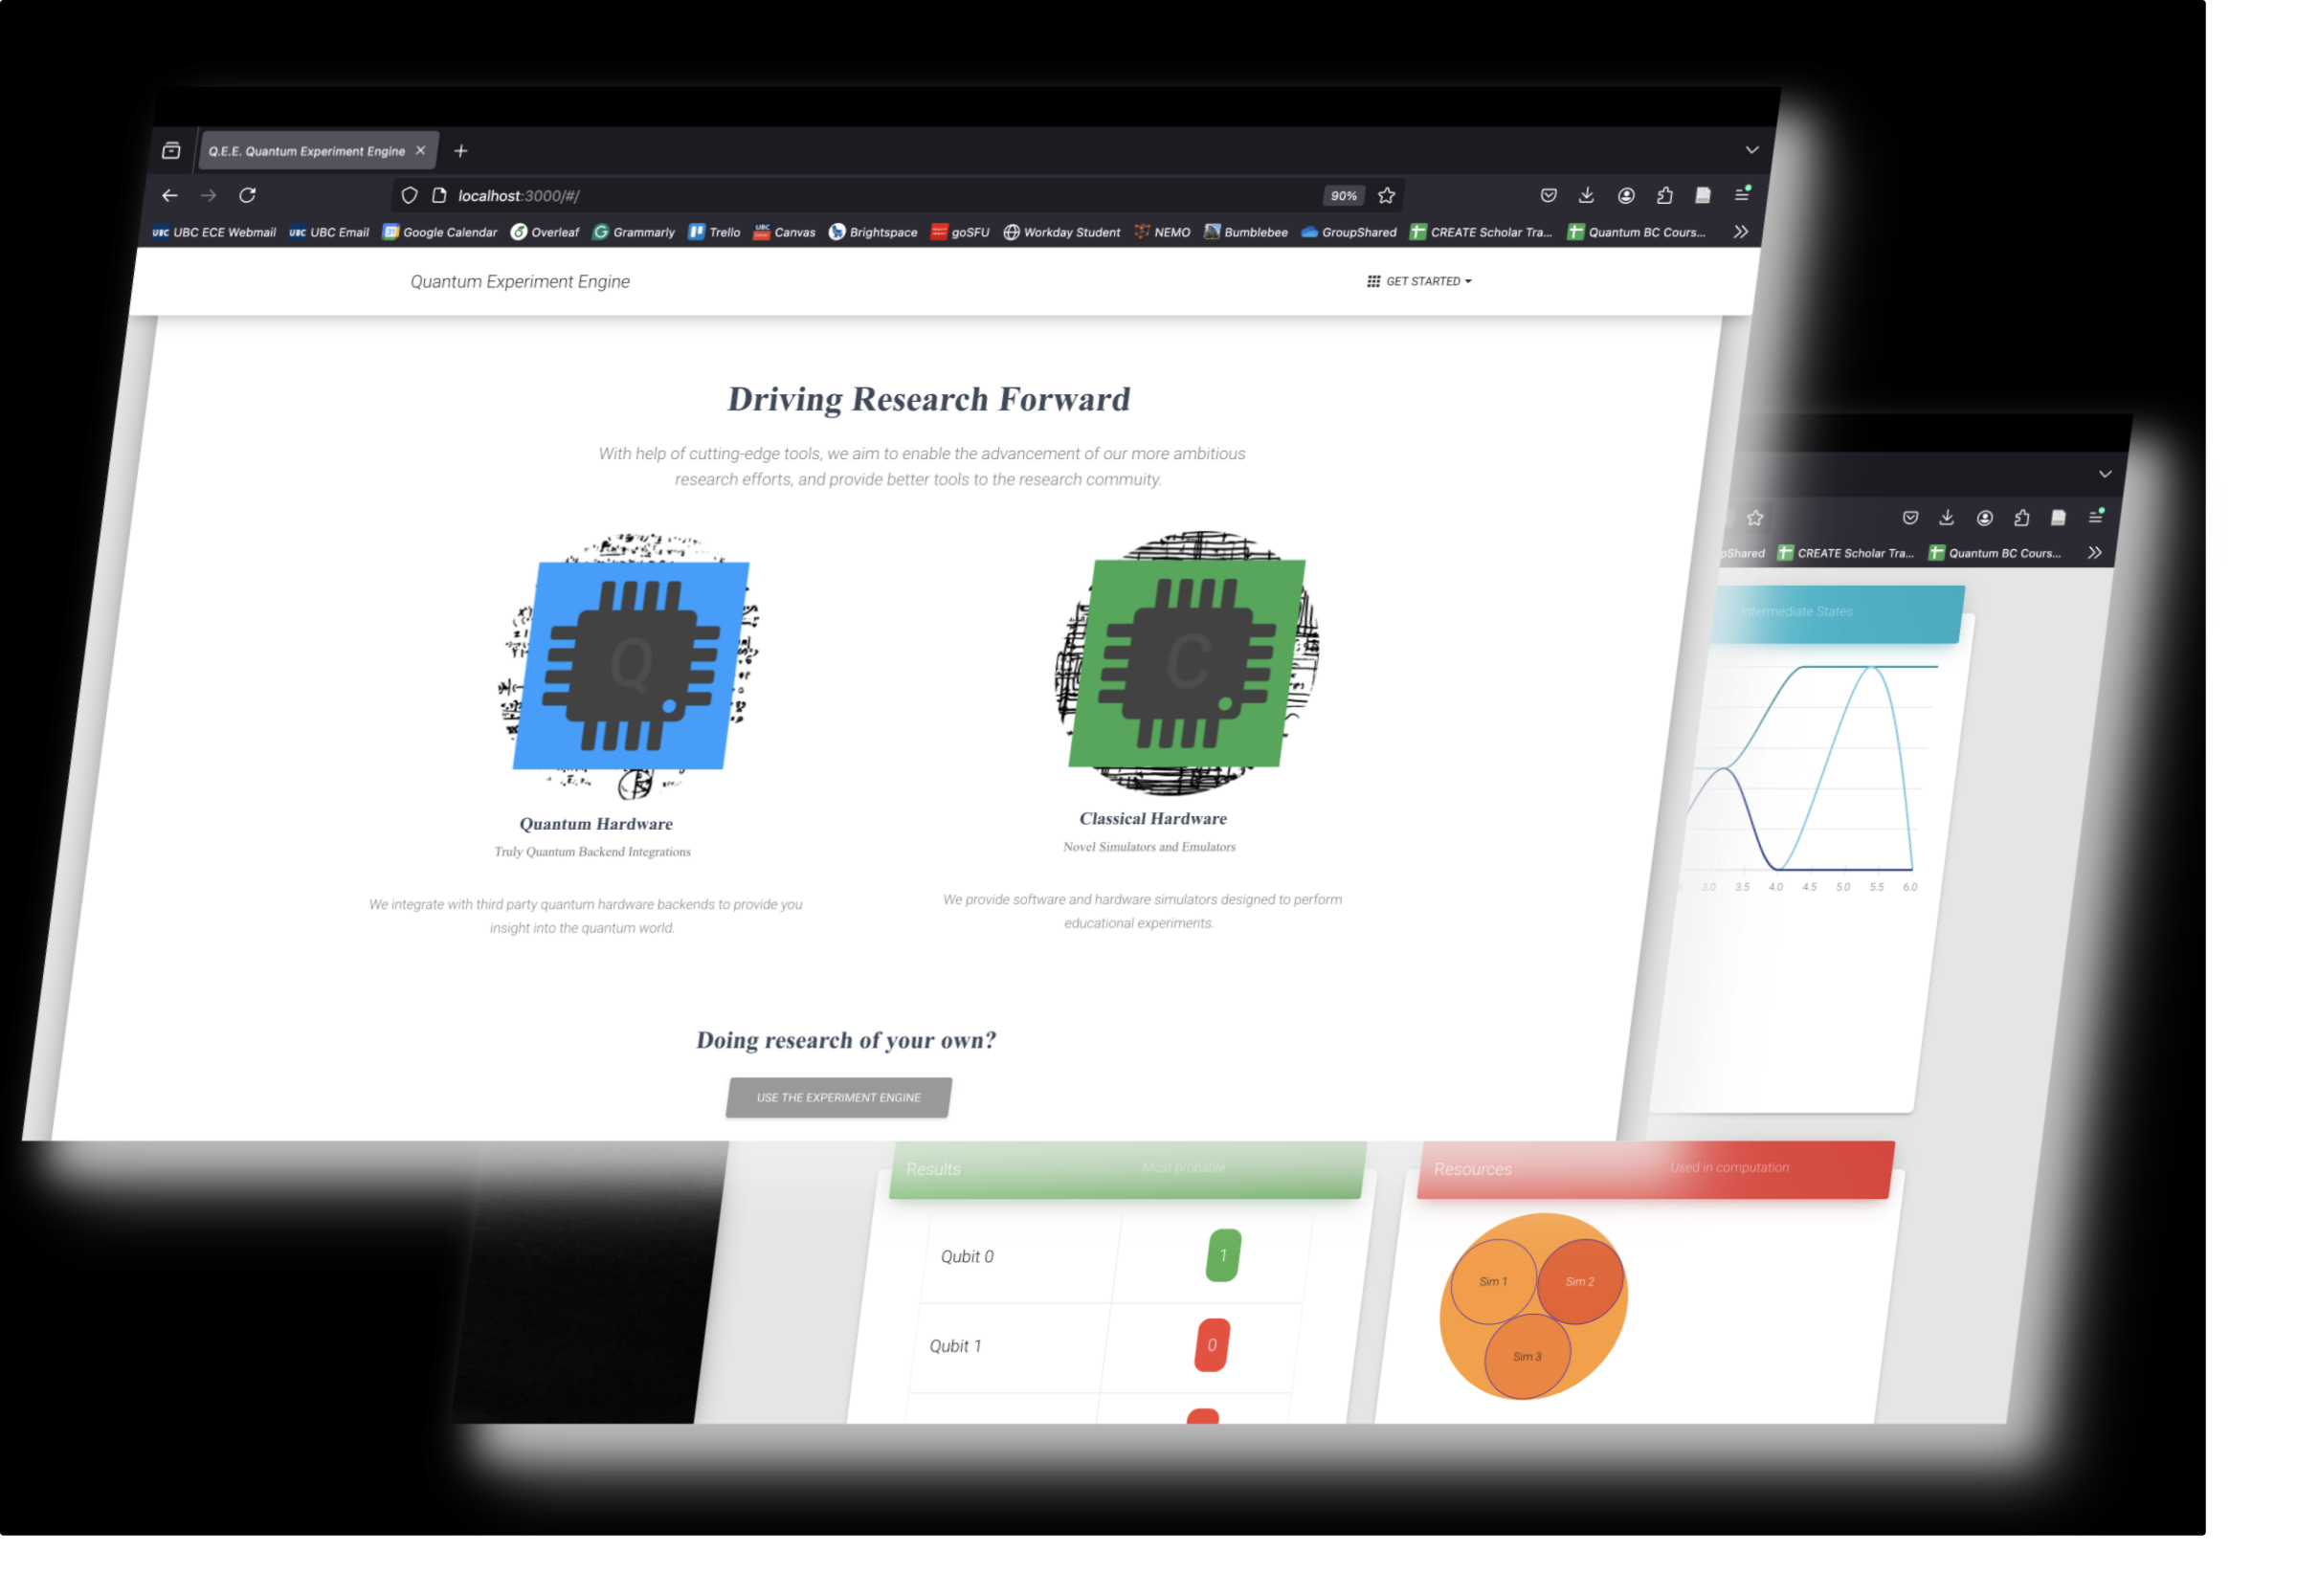 Q.E.E. Quantum Experiment Engine
localhost:3000/#/
90%
UBC UBC ECE Webmail UBC UBC Email 31 Google Calendar Overleaf Grammarly Trello UBC Canvas Brightspace goSFU Workday Student NEMO Bumblebee GroupShared CREATE Scholar Tra... Quantum BC Cours...
Quantum Experiment Engine
GET STARTED
Driving Research Forward
With help of cutting-edge tools, we aim to enable the advancement of our more ambitious
research efforts, and provide better tools to the research commuity.
Q
C
Quantum Hardware
Truly Quantum Backend Integrations
We integrate with third party quantum hardware backends to provide you
insight into the quantum world.
Classical Hardware
Novel Simulators and Emulators
We provide software and hardware simulators designed to perform
educational experiments.
Doing research of your own?
USE THE EXPERIMENT ENGINE
pShared CREATE Scholar Tra... Quantum BC Cours...
Intermediate States
3.0 3.5 4.0 4.5 5.0 5.5 6.0
Results Most probable
Qubit 0 1
Qubit 1 0
Resources Used in computation
Sim 1
Sim 2
Sim 3